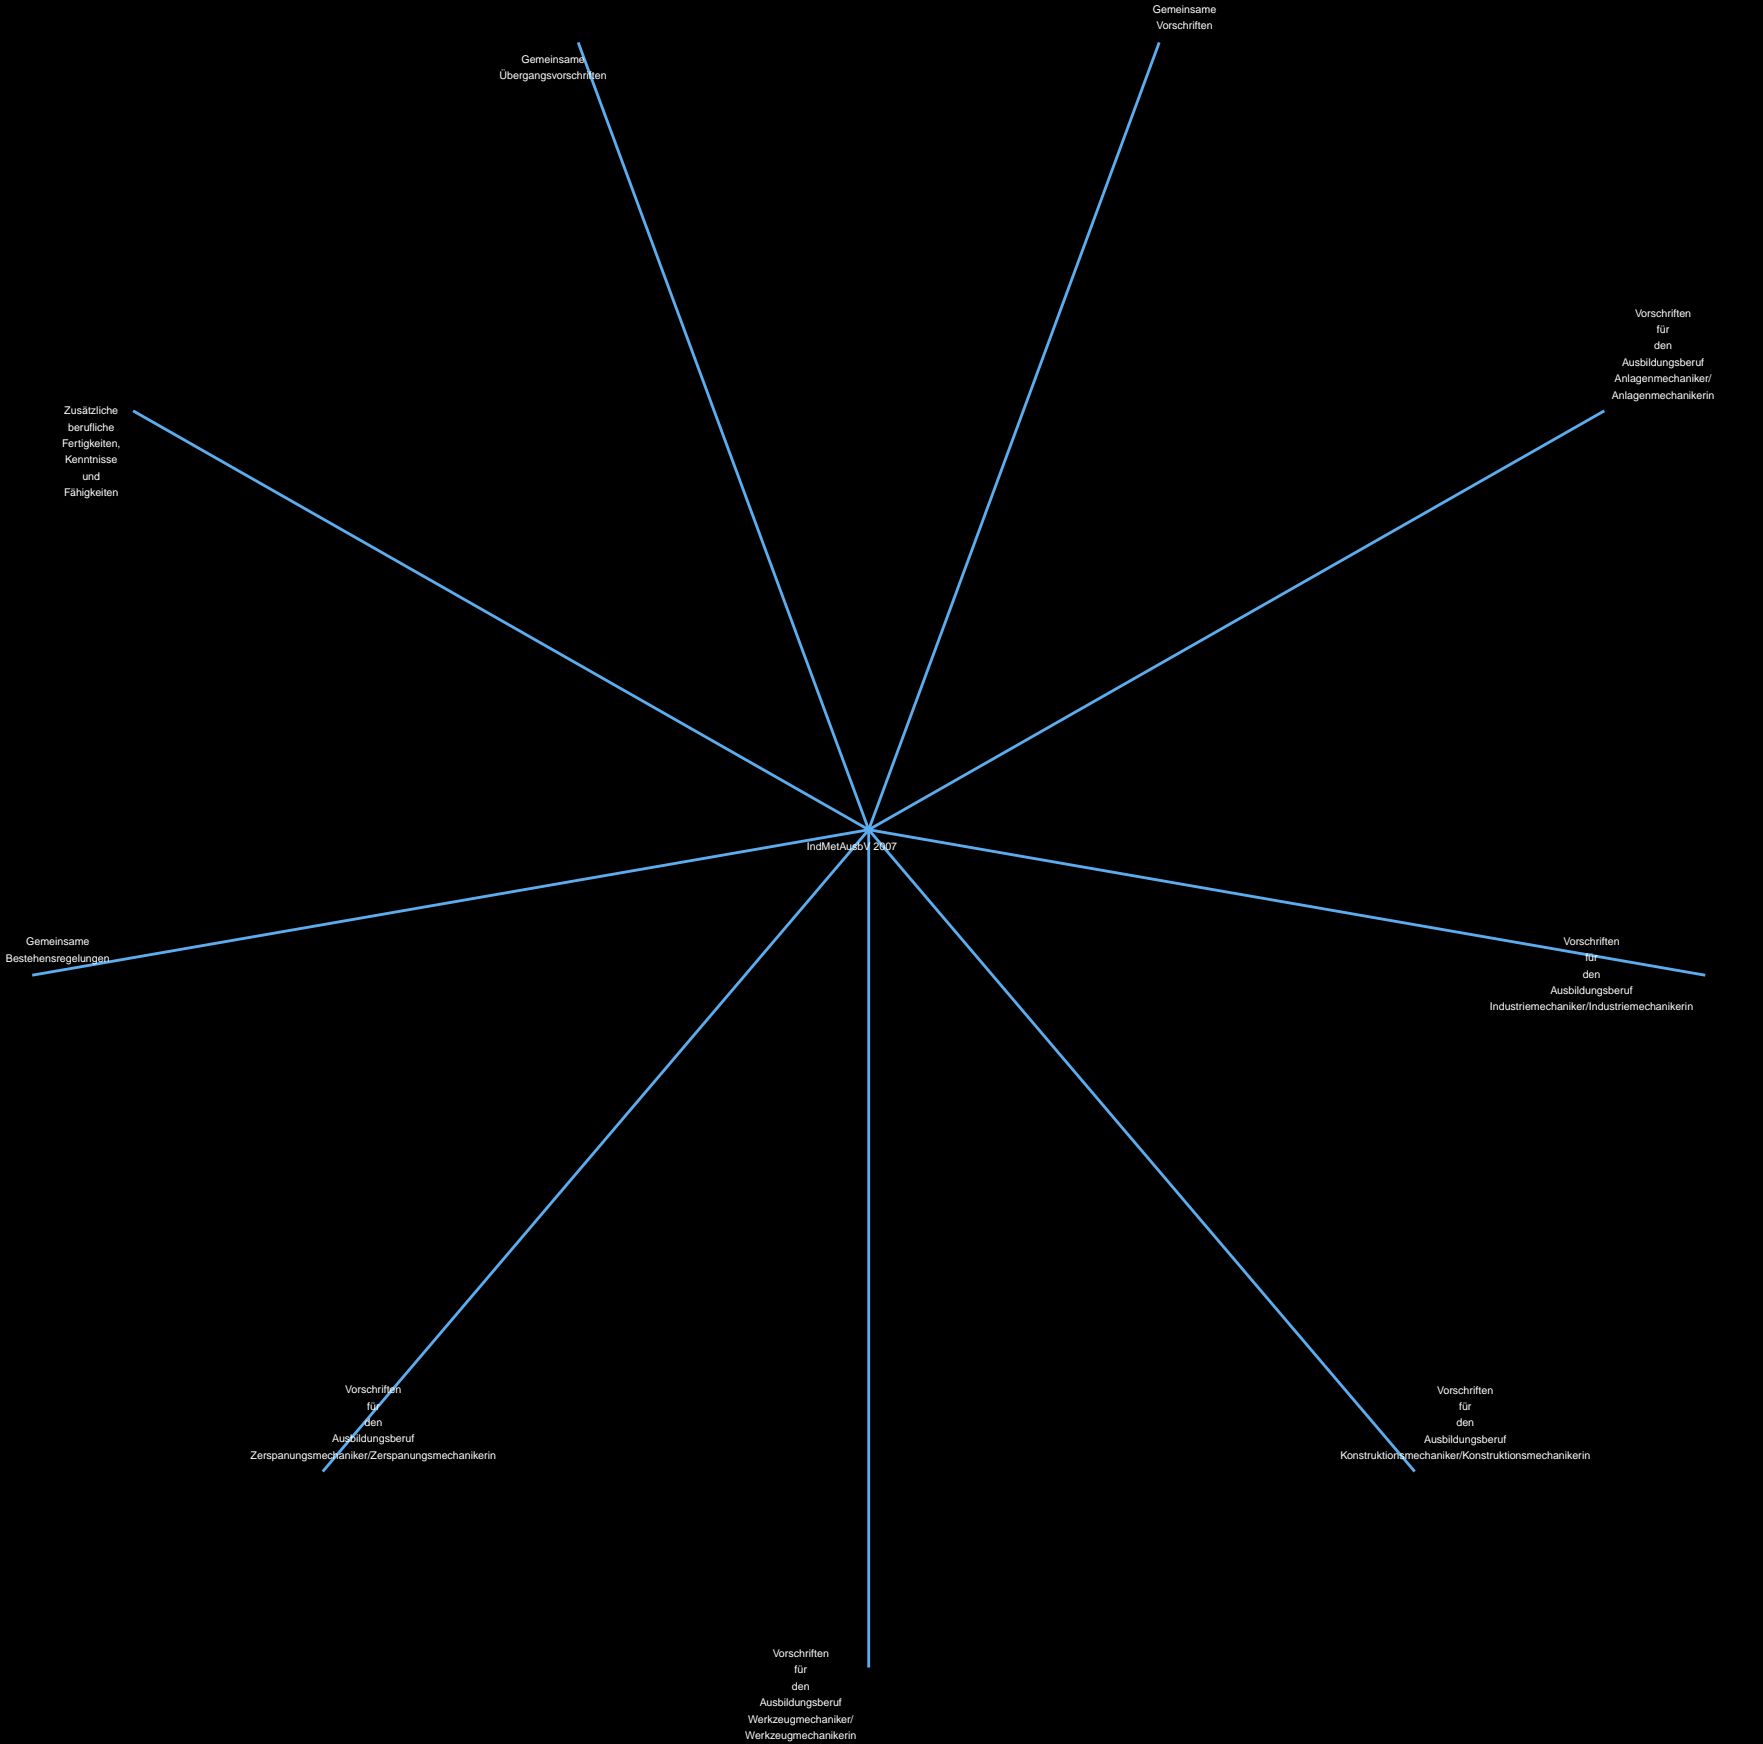 Gemeinsame
Vorschriften
Gemeinsame
Übergangsvorschriften
Vorschriften
für
den
Ausbildungsberuf
Anlagenmechaniker/
Anlagenmechanikerin
Zusätzliche
berufliche
Fertigkeiten,
Kenntnisse
und
Fähigkeiten
IndMetAusbV 2007
Gemeinsame
Bestehensregelungen
Vorschriften
für
den
Ausbildungsberuf
Industriemechaniker/Industriemechanikerin
Vorschriften
für
den
Ausbildungsberuf
Zerspanungsmechaniker/Zerspanungsmechanikerin
Vorschriften
für
den
Ausbildungsberuf
Konstruktionsmechaniker/Konstruktionsmechanikerin
Vorschriften
für
den
Ausbildungsberuf
Werkzeugmechaniker/
Werkzeugmechanikerin